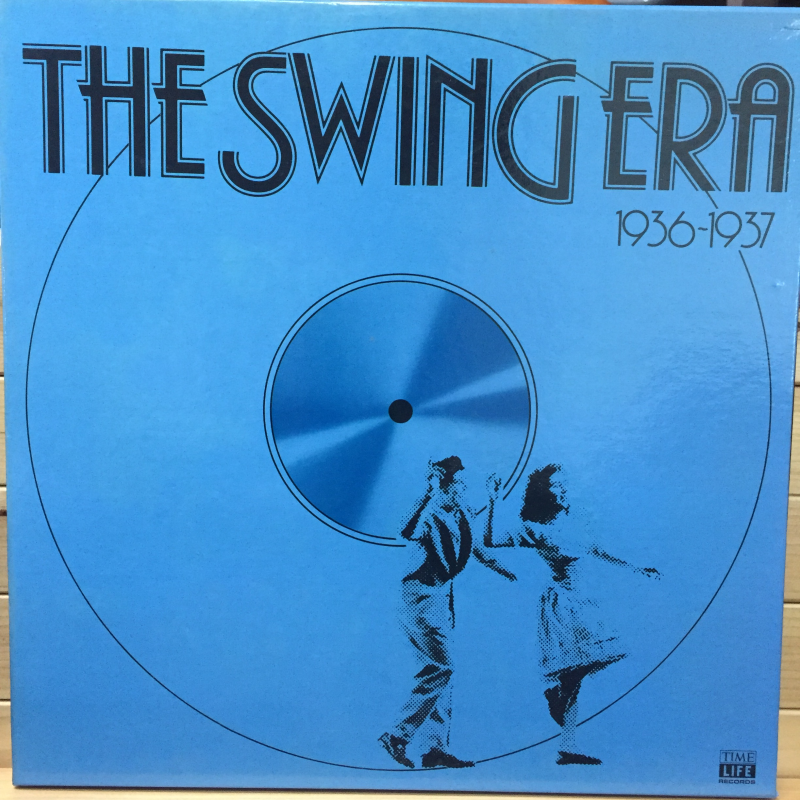 THE SWING ERA
1936-1937
TIME
LIFE
RECORDS